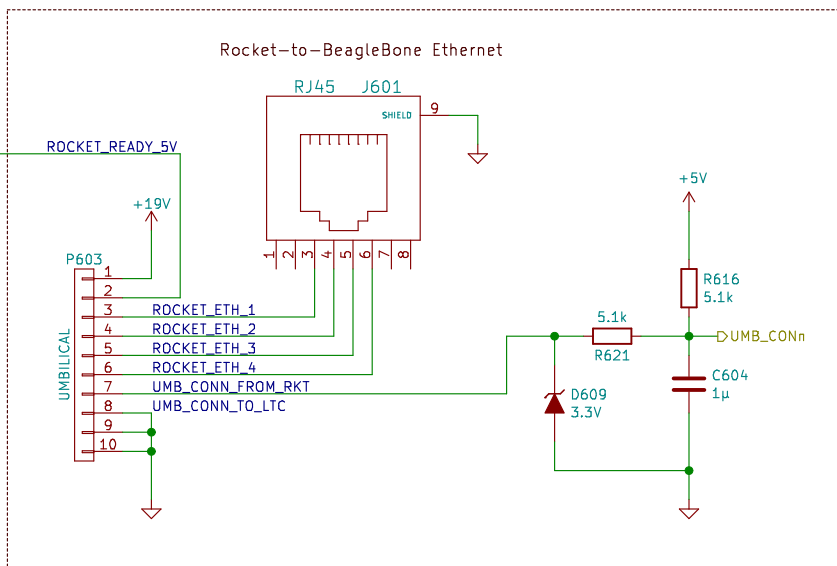 Rocket-to-BeagleBone Ethernet
RJ45 J601
SHIELD 9
ROCKET_READY_5V
+19V
+5V
1 2 3 4 5 6 7 8
P603
UMBILICAL
1
2
3 ROCKET_ETH_1
4 ROCKET_ETH_2
5 ROCKET_ETH_3
6 ROCKET_ETH_4
7 UMB_CONN_FROM_RKT
8 UMB_CONN_TO_LTC
9
10
R616
5.1k
5.1k
R621
UMB_CONn
D609
3.3V
C604
1µ